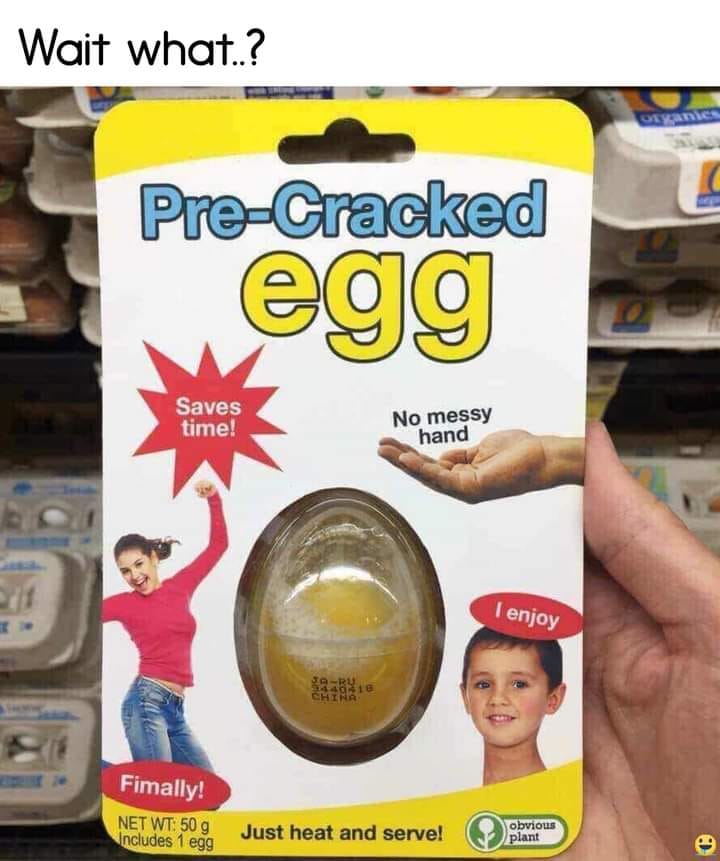 Wait what..?
organics
Pre-Cracked
egg
Saves
time!
No messy
hand
I enjoy
JA-RU
3440418
CHINA
Fimally!
NET WT: 50 g
Includes 1 egg
Just heat and serve!
obvious
plant